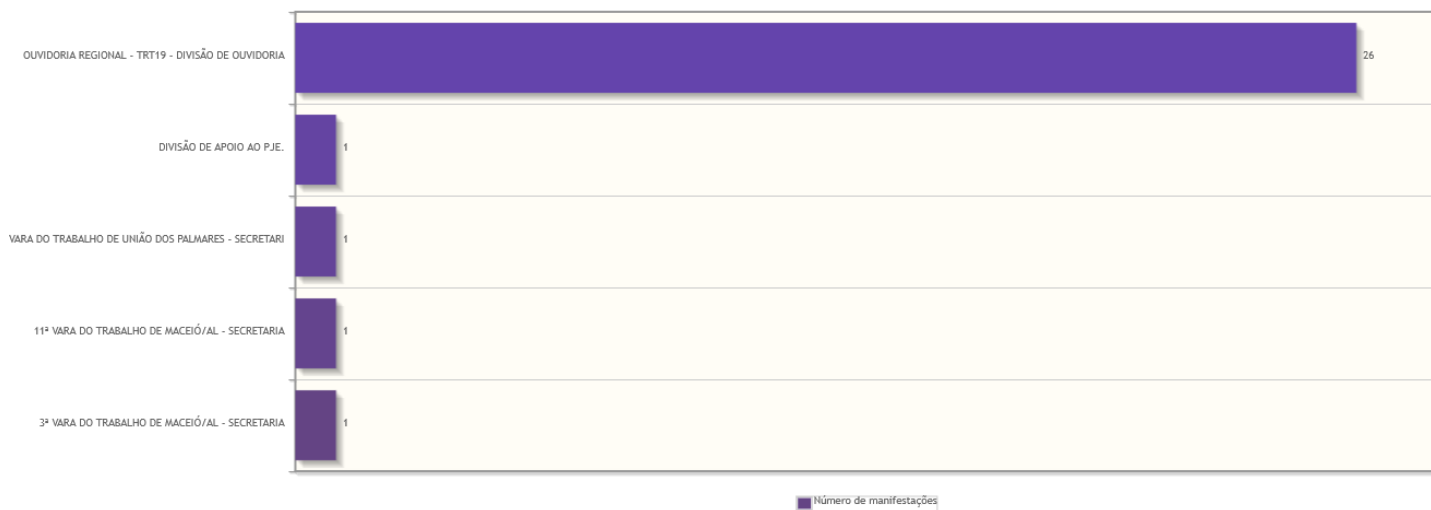 OUVIDORIA REGIONAL - TRT19 - DIVISÃO DE OUVIDORIA
26
DIVISÃO DE APOIO AO PJE.
1
VARA DO TRABALHO DE UNIÃO DOS PALMARES - SECRETARI
1
11ª VARA DO TRABALHO DE MACEIÓ/AL - SECRETARIA
1
3ª VARA DO TRABALHO DE MACEIÓ/AL - SECRETARIA
1
Número de manifestações